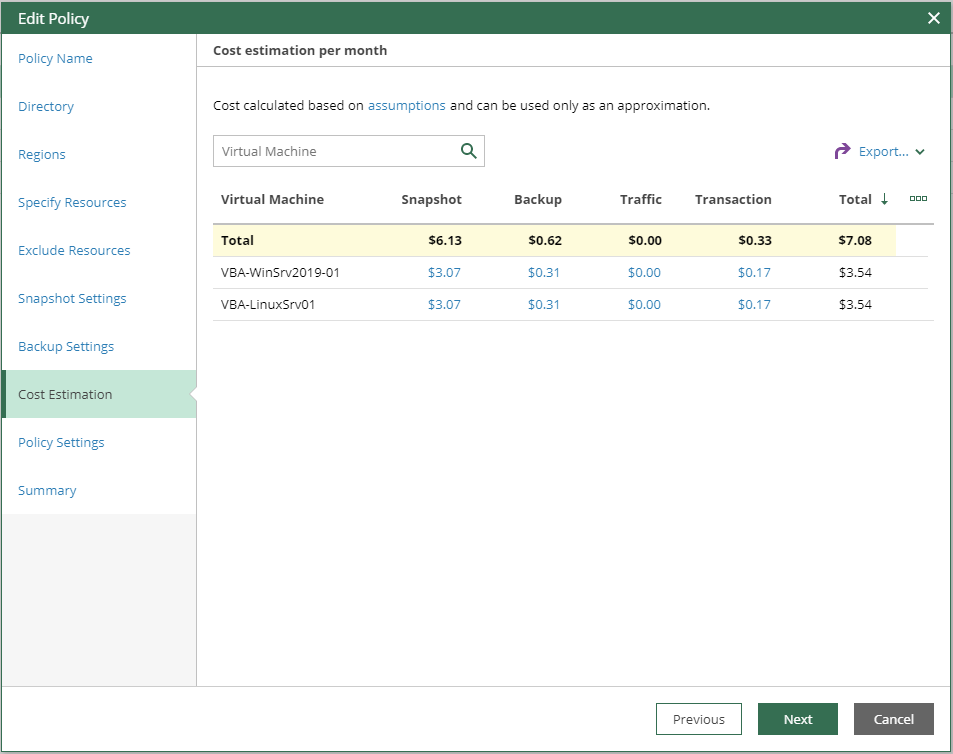 Edit Policy
Policy Name
Directory
Regions
Specify Resources
Exclude Resources
Snapshot Settings
Backup Settings
Cost Estimation
Policy Settings
Summary
Cost estimation per month
Cost calculated based on assumptions and can be used only as an approximation.
Virtual Machine
Export...
Virtual Machine Snapshot Backup Traffic Transaction Total
Total $6.13 $0.62 $0.00 $0.33 $7.08
VBA-WinSrv2019-01 $3.07 $0.31 $0.00 $0.17 $3.54
VBA-LinuxSrv01 $3.07 $0.31 $0.00 $0.17 $3.54
Previous Next Cancel